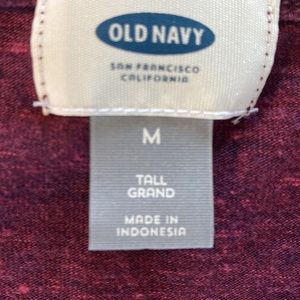 OLD NAVY
SAN FRANCISCO
CALIFORNIA
M
TALL
GRAND
MADE IN
INDONESIA